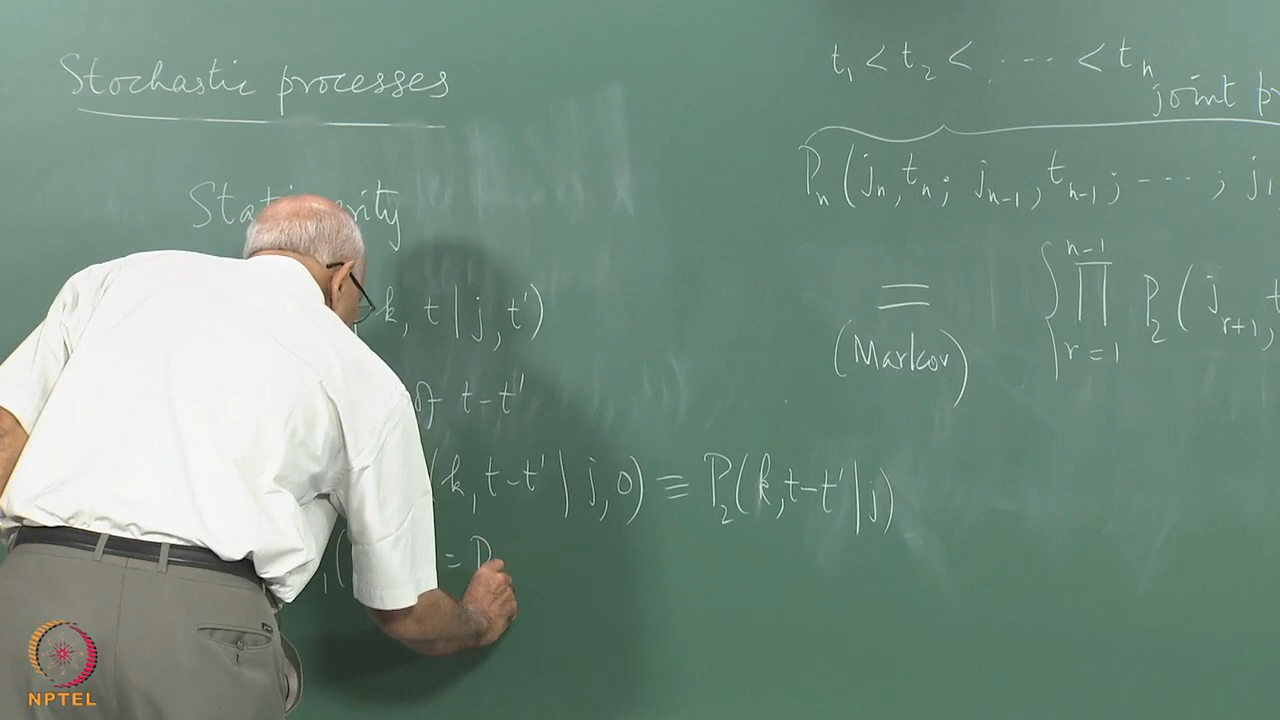 Stochastic processes
k, t | j, t')
of t-t'
(k, t-t' | j, 0) ≡ P₂(k, t-t' | j)
₁( = P
t₁ < t₂ < ... < tₙ
joint
Pₙ(jₙ, tₙ; jₙ₋₁, tₙ₋₁; ---; j₁
= { ∏ₙ₋₁ᵣ₌₁ P₂(jᵣ₊₁, t
(Markov)
NPTEL